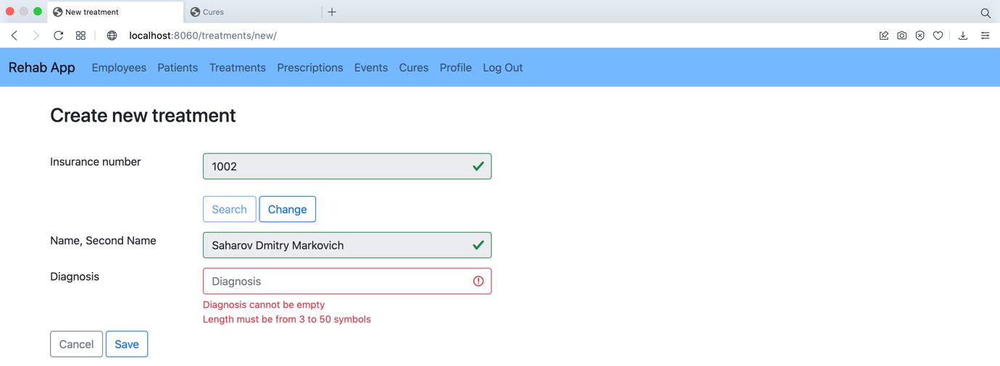 New treatment Cures
localhost:8060/treatments/new/
Rehab App Employees Patients Treatments Prescriptions Events Cures Profile Log Out
Create new treatment
Insurance number 1002
Search Change
Name, Second Name Saharov Dmitry Markovich
Diagnosis Diagnosis
Diagnosis cannot be empty
Length must be from 3 to 50 symbols
Cancel Save